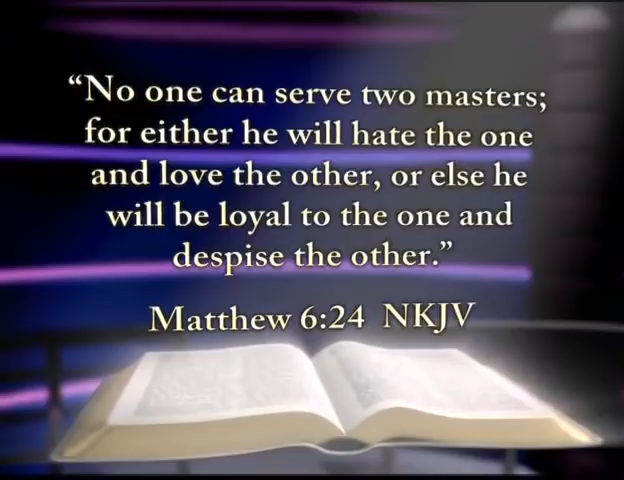 “No one can serve two masters;
for either he will hate the one
and love the other, or else he
will be loyal to the one and
despise the other.”
Matthew 6:24 NKJV